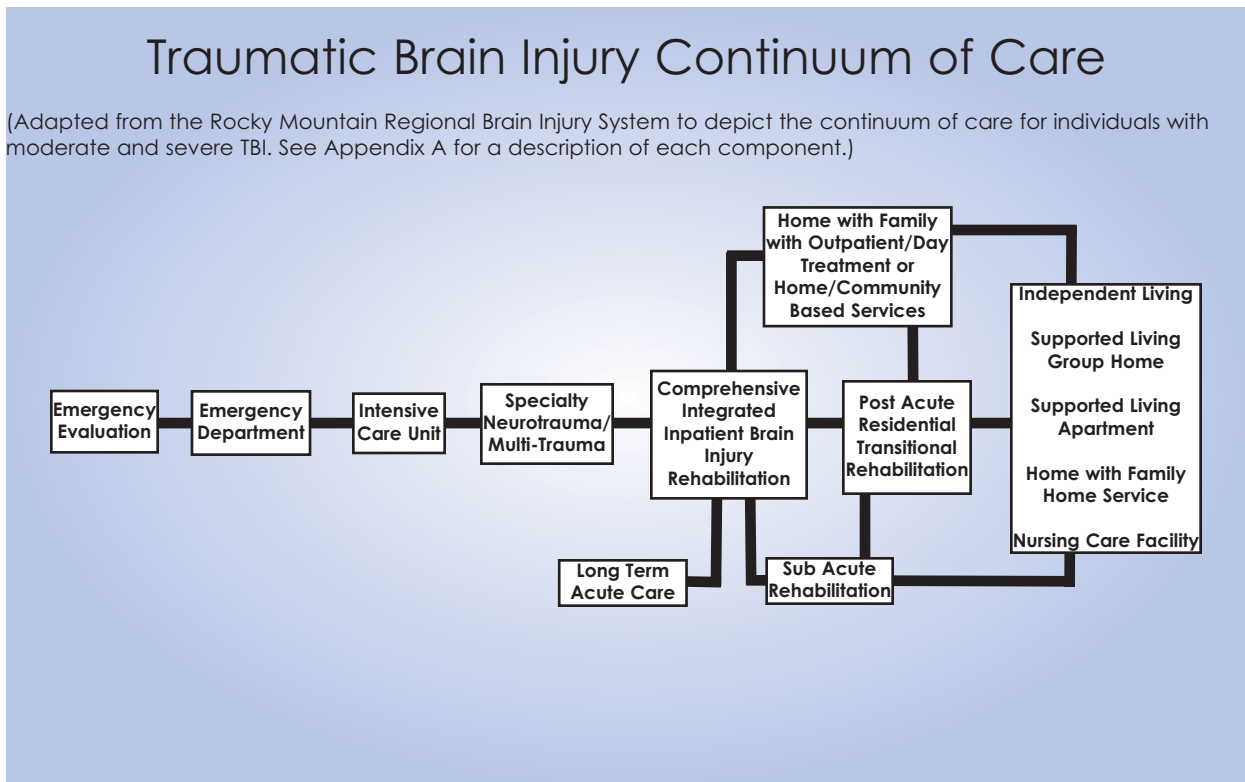 Traumatic Brain Injury Continuum of Care
(Adapted from the Rocky Mountain Regional Brain Injury System to depict the continuum of care for individuals with
moderate and severe TBI. See Appendix A for a description of each component.)
Emergency
Evaluation
Emergency
Department
Intensive
Care Unit
Specialty
Neurotrauma/
Multi-Trauma
Comprehensive
Integrated
Inpatient Brain
Injury
Rehabilitation
Home with Family
with Outpatient/Day
Treatment or
Home/Community
Based Services
Post Acute
Residential
Transitional
Rehabilitation
Independent Living
Supported Living
Group Home
Supported Living
Apartment
Home with Family
Home Service
Nursing Care Facility
Long Term
Acute Care
Sub Acute
Rehabilitation